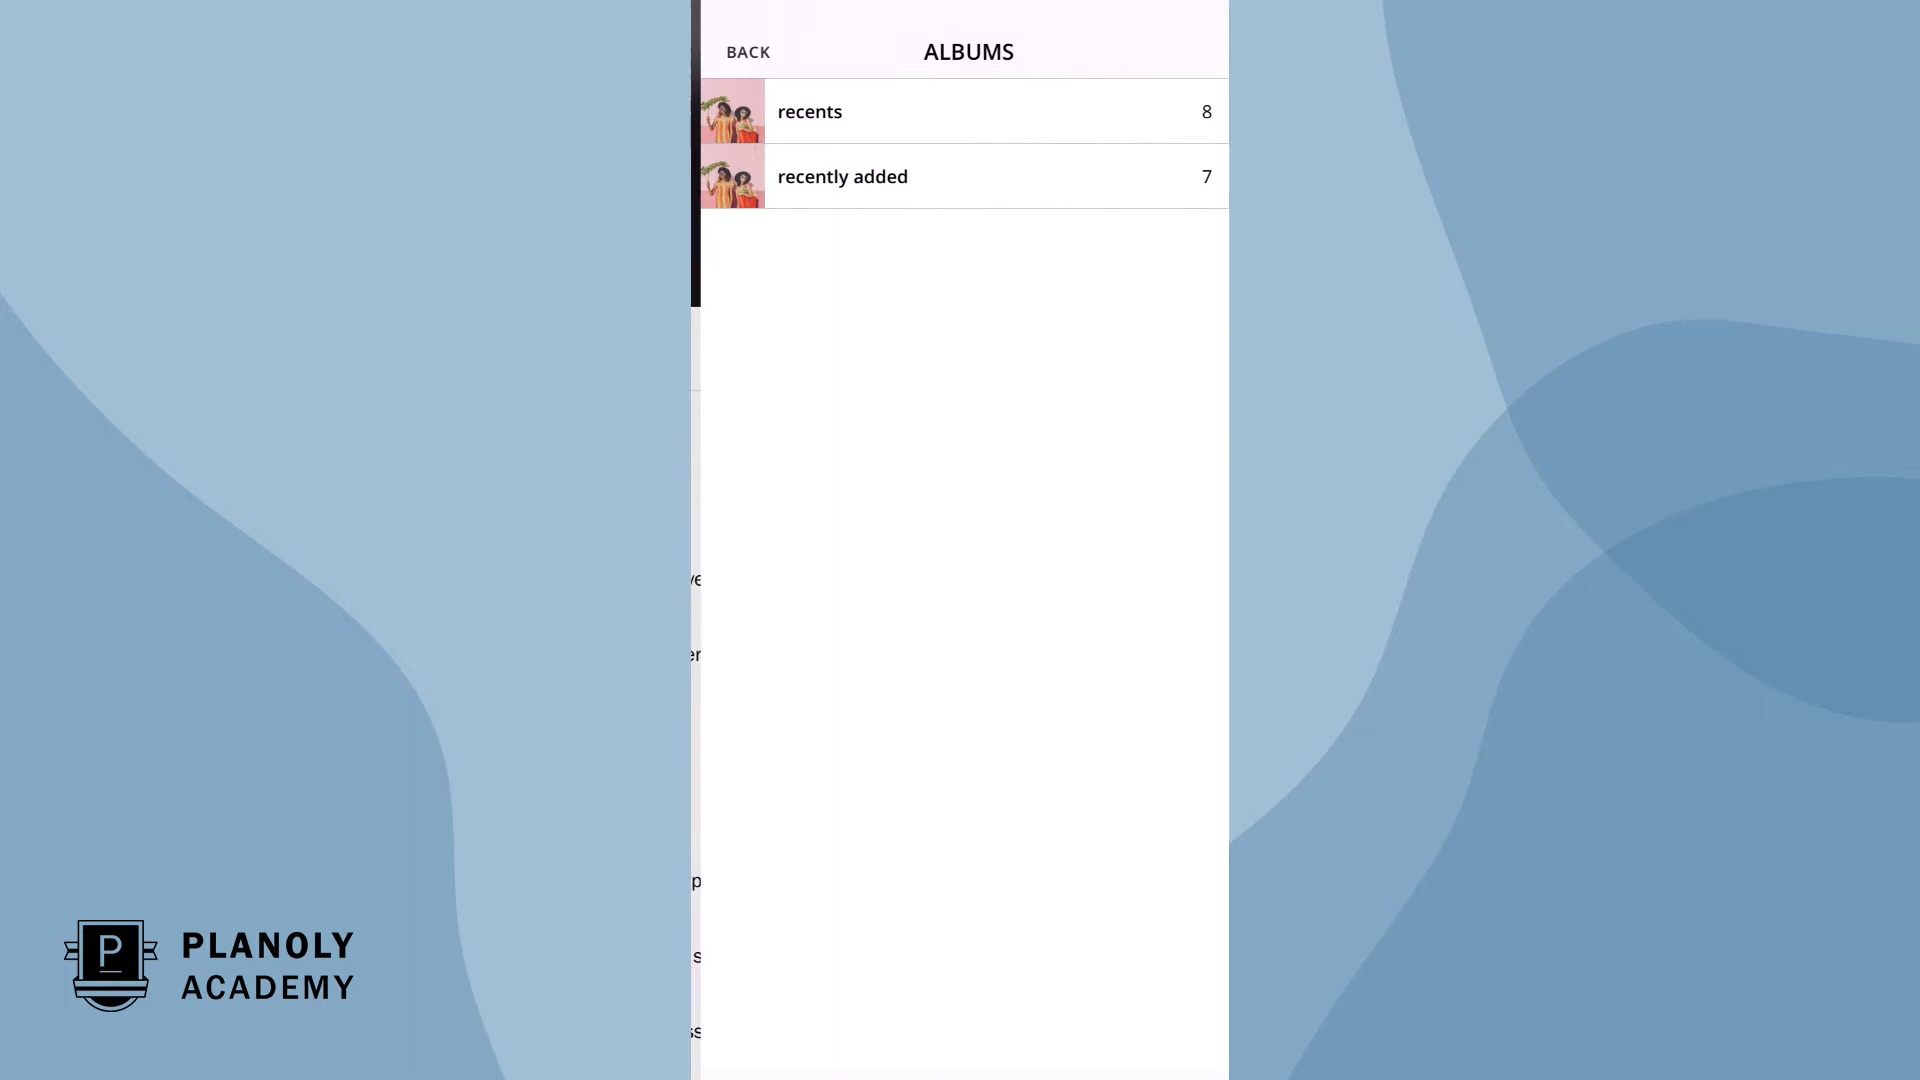 BACK
ALBUMS
recents
8
recently added
7
P
PLANOLY
ACADEMY